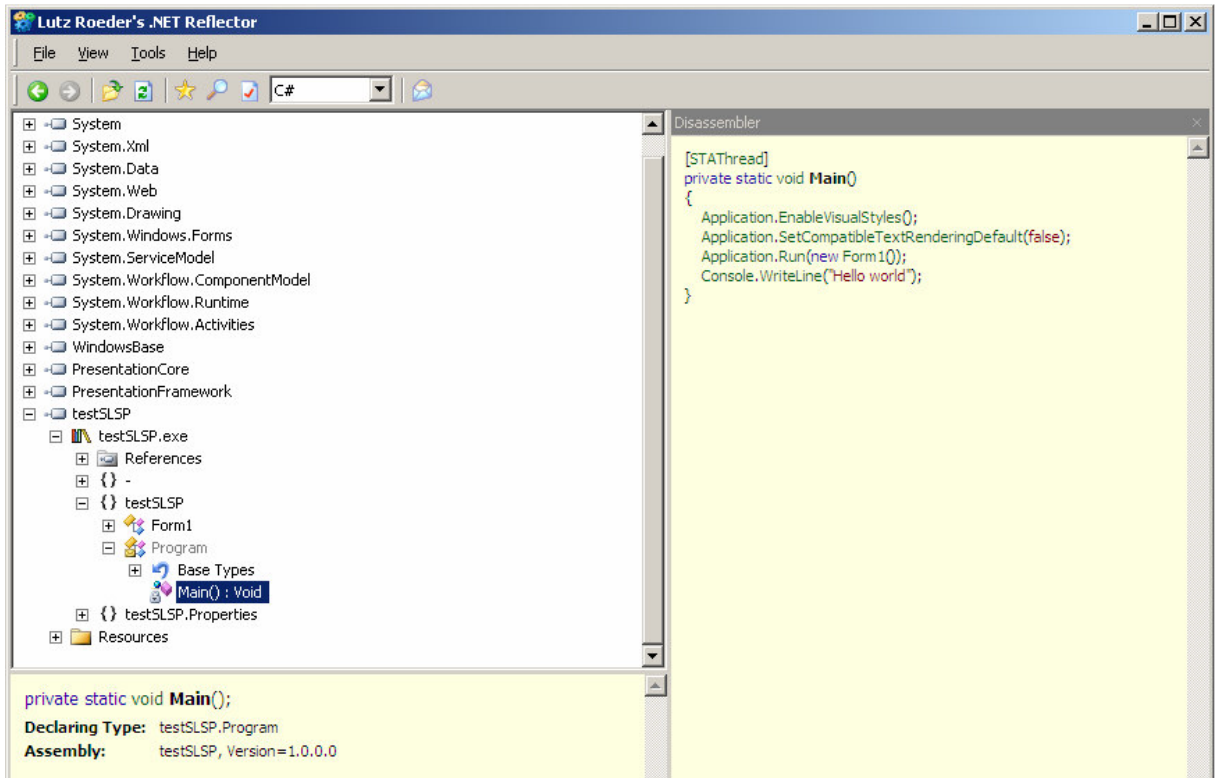 Lutz Roeder's .NET Reflector
File View Tools Help
C#
System
System.Xml
System.Data
System.Web
System.Drawing
System.Windows.Forms
System.ServiceModel
System.Workflow.ComponentModel
System.Workflow.Runtime
System.Workflow.Activities
WindowsBase
PresentationCore
PresentationFramework
testSLSP
testSLSP.exe
References
{} -
{} testSLSP
Form1
Program
Base Types
Main() : Void
{} testSLSP.Properties
Resources
private static void Main();
Declaring Type: testSLSP.Program
Assembly: testSLSP, Version=1.0.0.0
Disassembler
[STAThread]
private static void Main()
{
Application.EnableVisualStyles();
Application.SetCompatibleTextRenderingDefault(false);
Application.Run(new Form1());
Console.WriteLine("Hello world");
}